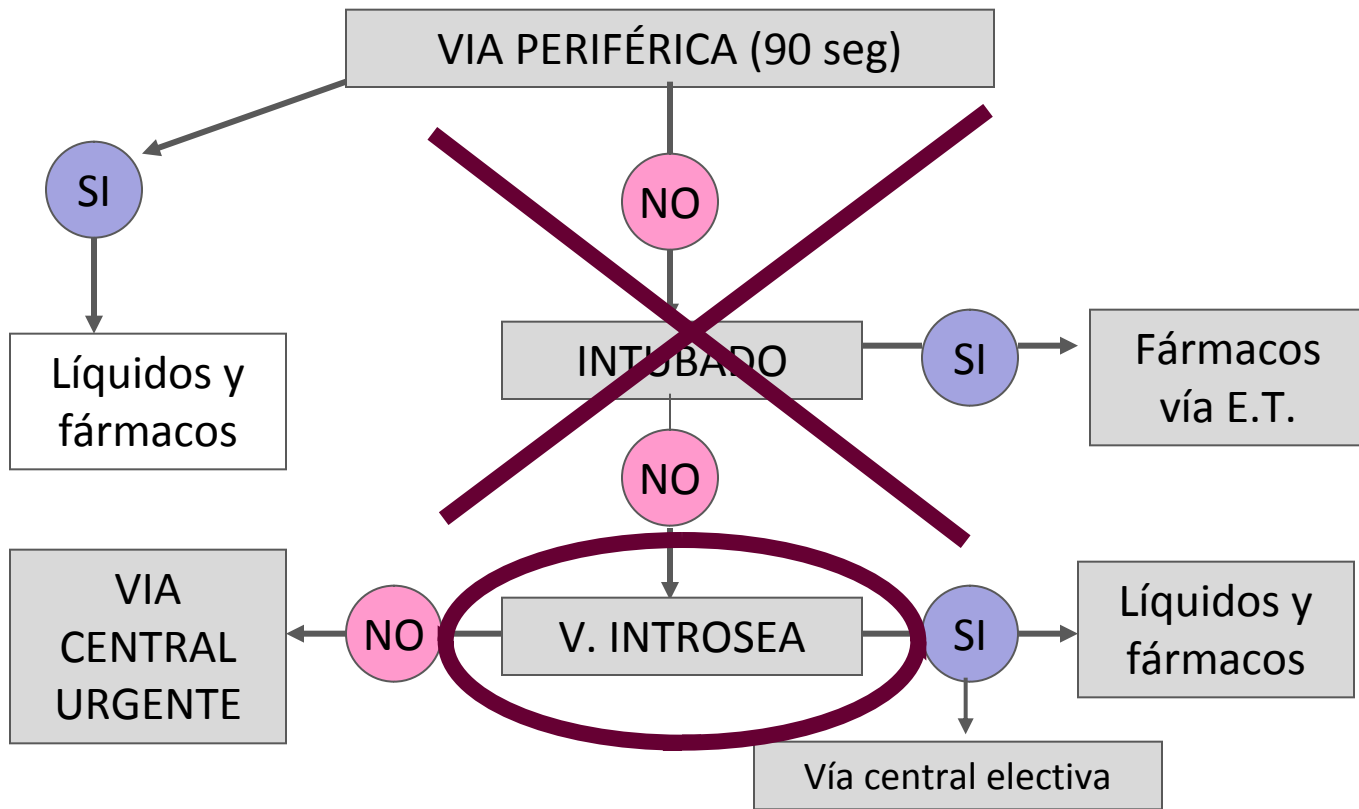 VIA PERIFÉRICA (90 seg)
SI
NO
Líquidos y
fármacos
INTUBADO
SI
Fármacos
vía E.T.
NO
VIA
CENTRAL
URGENTE
NO
V. INTROSEA
SI
Líquidos y
fármacos
Vía central electiva